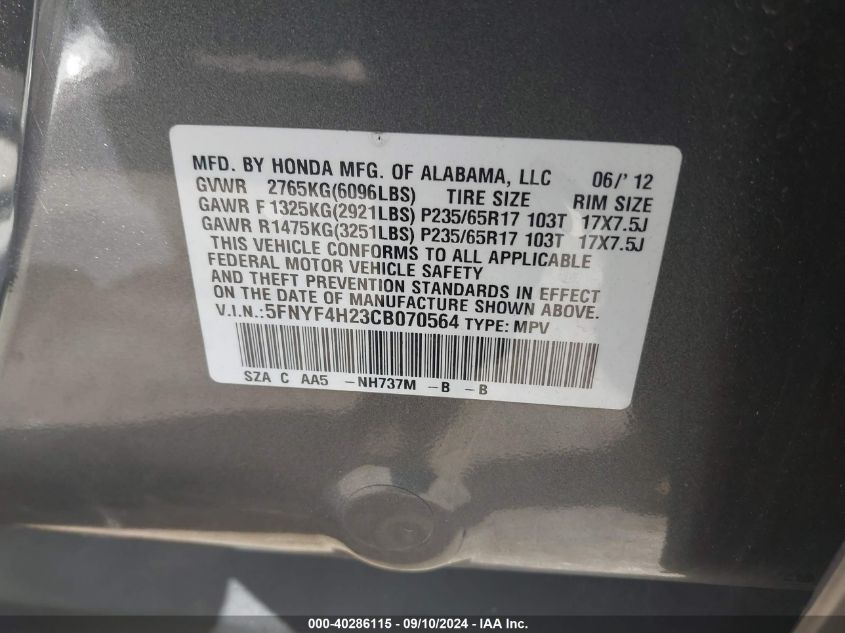 MFD. BY HONDA MFG. OF ALABAMA, LLC 06/' 12
GVWR 2765KG(6096LBS) TIRE SIZE RIM SIZE
GAWR F 1325KG(2921LBS) P235/65R17 103T 17X7.5J
GAWR R1475KG(3251LBS) P235/65R17 103T 17X7.5J
THIS VEHICLE CONFORMS TO ALL APPLICABLE
FEDERAL MOTOR VEHICLE SAFETY
AND THEFT PREVENTION STANDARDS IN EFFECT
ON THE DATE OF MANUFACTURE SHOWN ABOVE.
V.I.N.:5FNYF4H23CB070564 TYPE: MPV
SZA C AA5 -NH737M -B -B
000-40286115 - 09/10/2024 - IAA Inc.